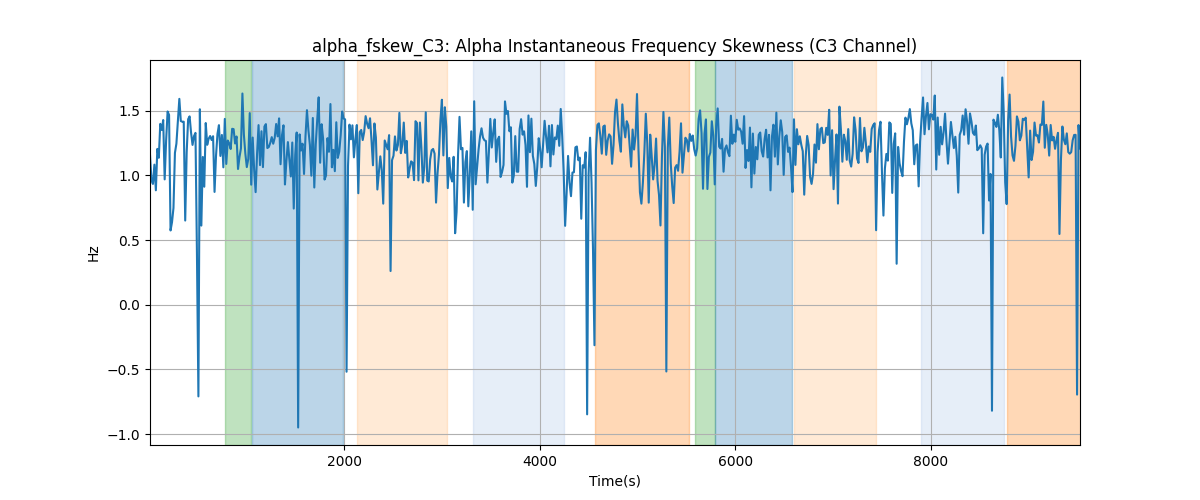 alpha_fskew_C3: Alpha Instantaneous Frequency Skewness (C3 Channel)
1.5
1.0
0.5
0.0
−0.5
−1.0
Hz
2000 4000 6000 8000
Time(s)